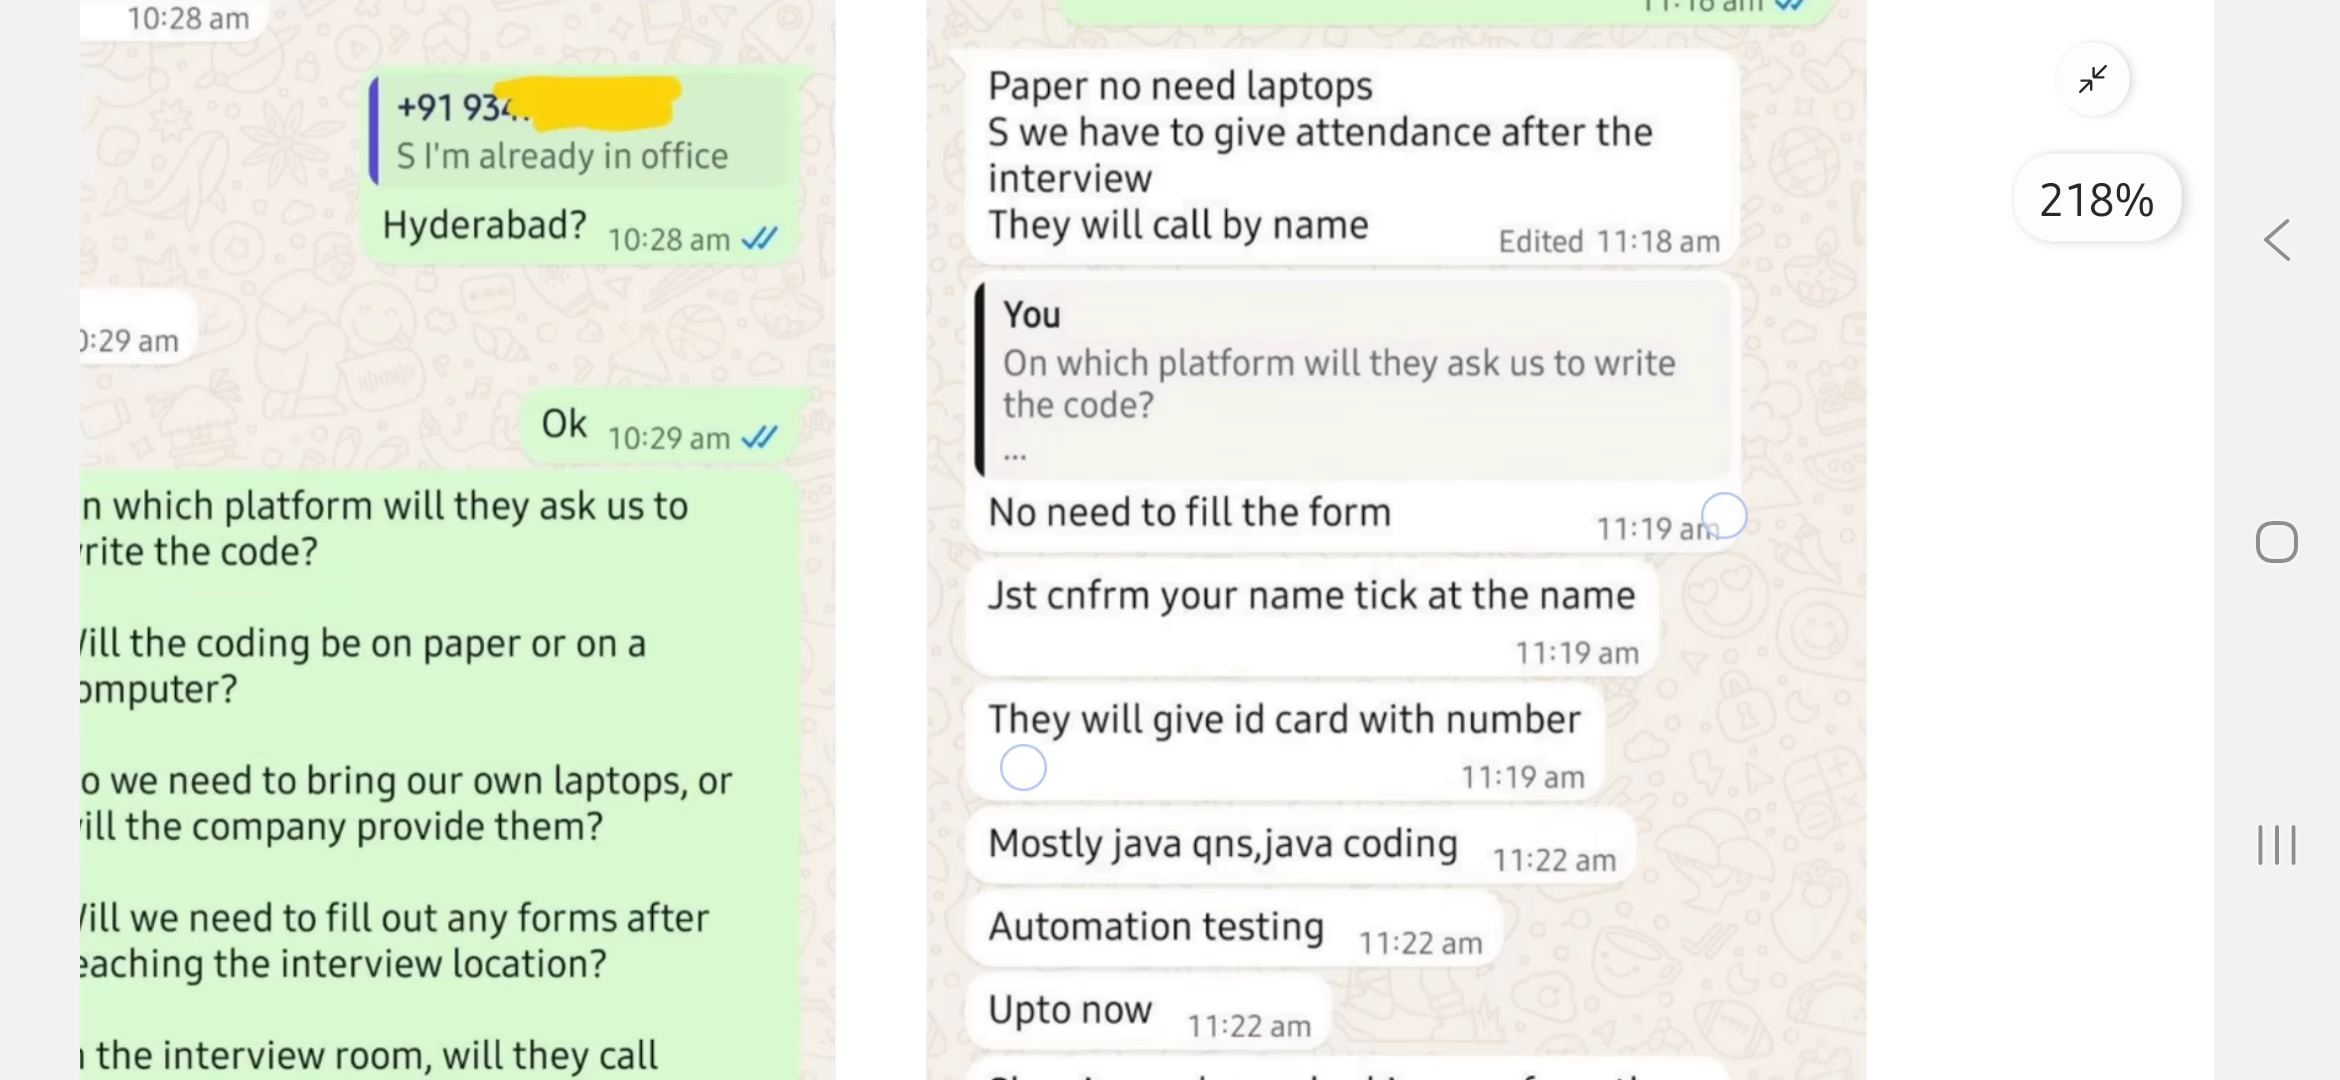 10:28 am
+91 934
S I'm already in office
Hyderabad?
10:28 am
:29 am
Ok
10:29 am
n which platform will they ask us to
rite the code?
ill the coding be on paper or on a
omputer?
o we need to bring our own laptops, or
ill the company provide them?
ill we need to fill out any forms after
eaching the interview location?
the interview room, will they call
Paper no need laptops
S we have to give attendance after the
interview
They will call by name
Edited 11:18 am
You
On which platform will they ask us to write
the code?
...
No need to fill the form
11:19 am
Jst cnfrm your name tick at the name
11:19 am
They will give id card with number
11:19 am
Mostly java qns,java coding
11:22 am
Automation testing
11:22 am
Upto now
11:22 am
218%